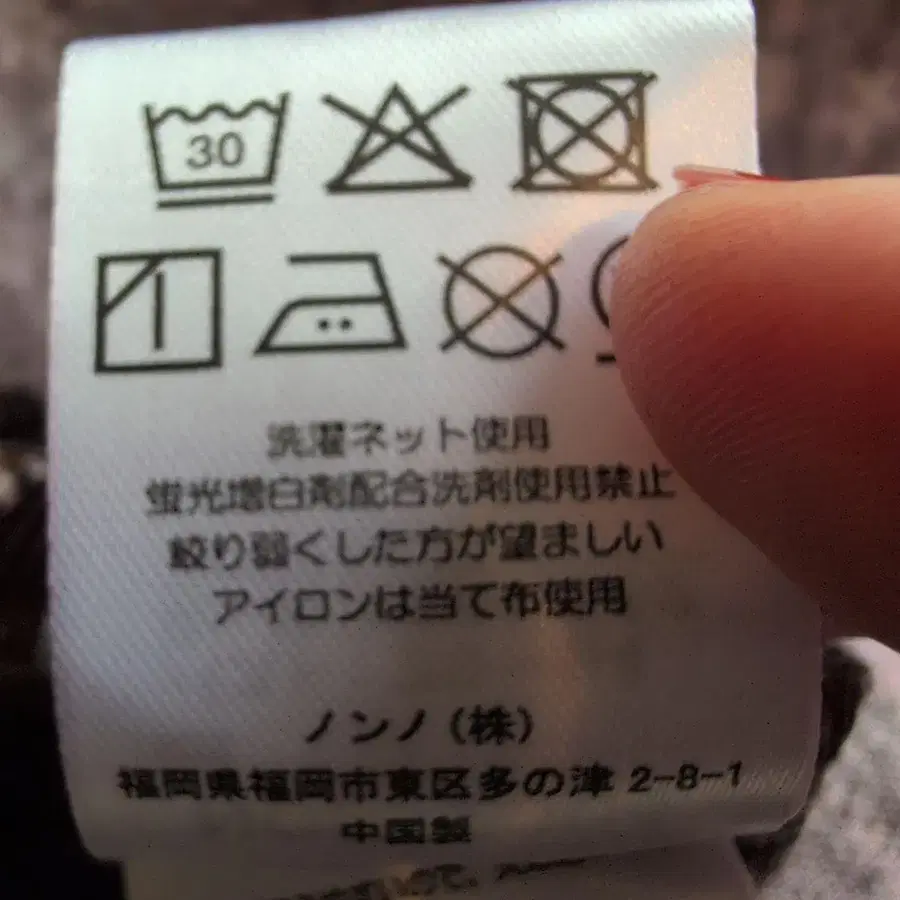 30
洗濯ネット使用
蛍光増白剤配合洗剤使用禁止
絞り弱くした方が望ましい
アイロンは当て布使用
ノンノ(株)
福岡県福岡市東区多の津2-8-1
中国製